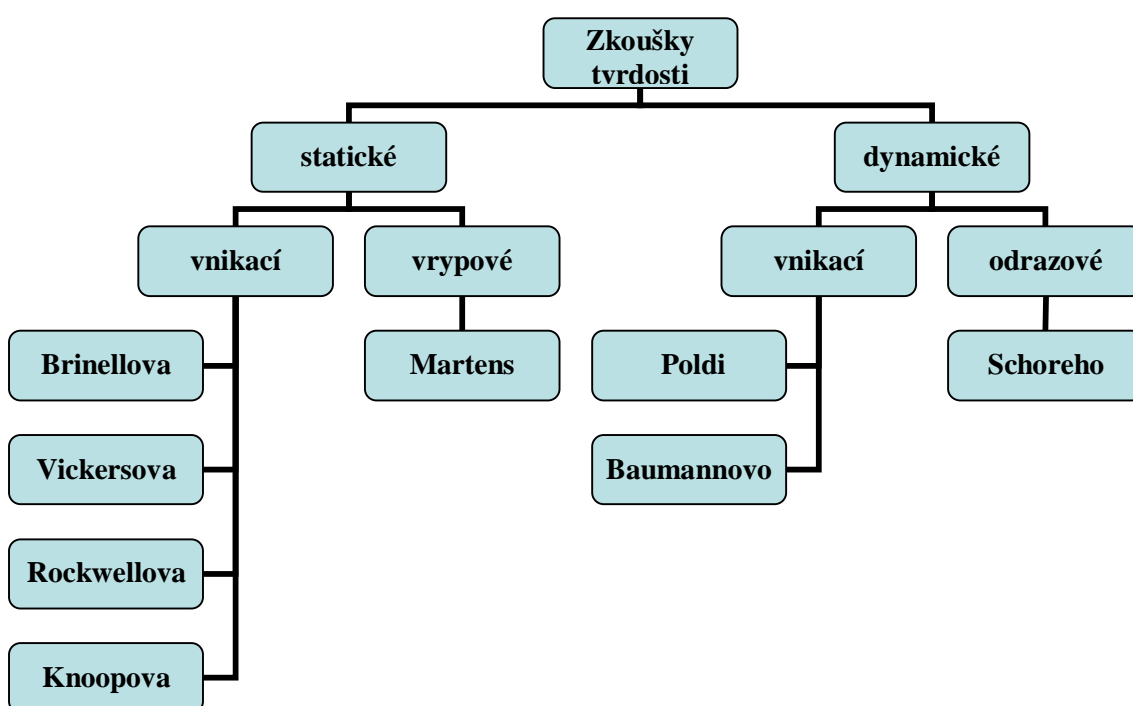 Zkoušky
tvrdosti
statické
dynamické
vnikací
vrypové
vnikací
odrazové
Brinellova
Martens
Poldi
Schoreho
Vickersova
Baumannovo
Rockwellova
Knoopova